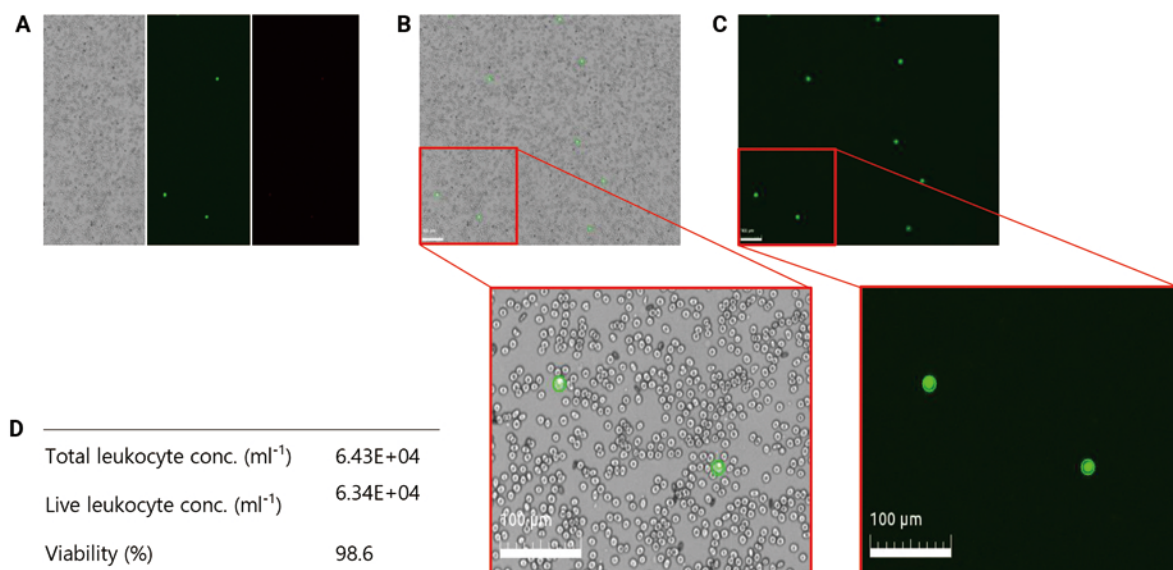 A
B
C
D
Total leukocyte conc. (ml⁻¹) 6.43E+04
Live leukocyte conc. (ml⁻¹) 6.34E+04
Viability (%) 98.6
100 µm
100 µm